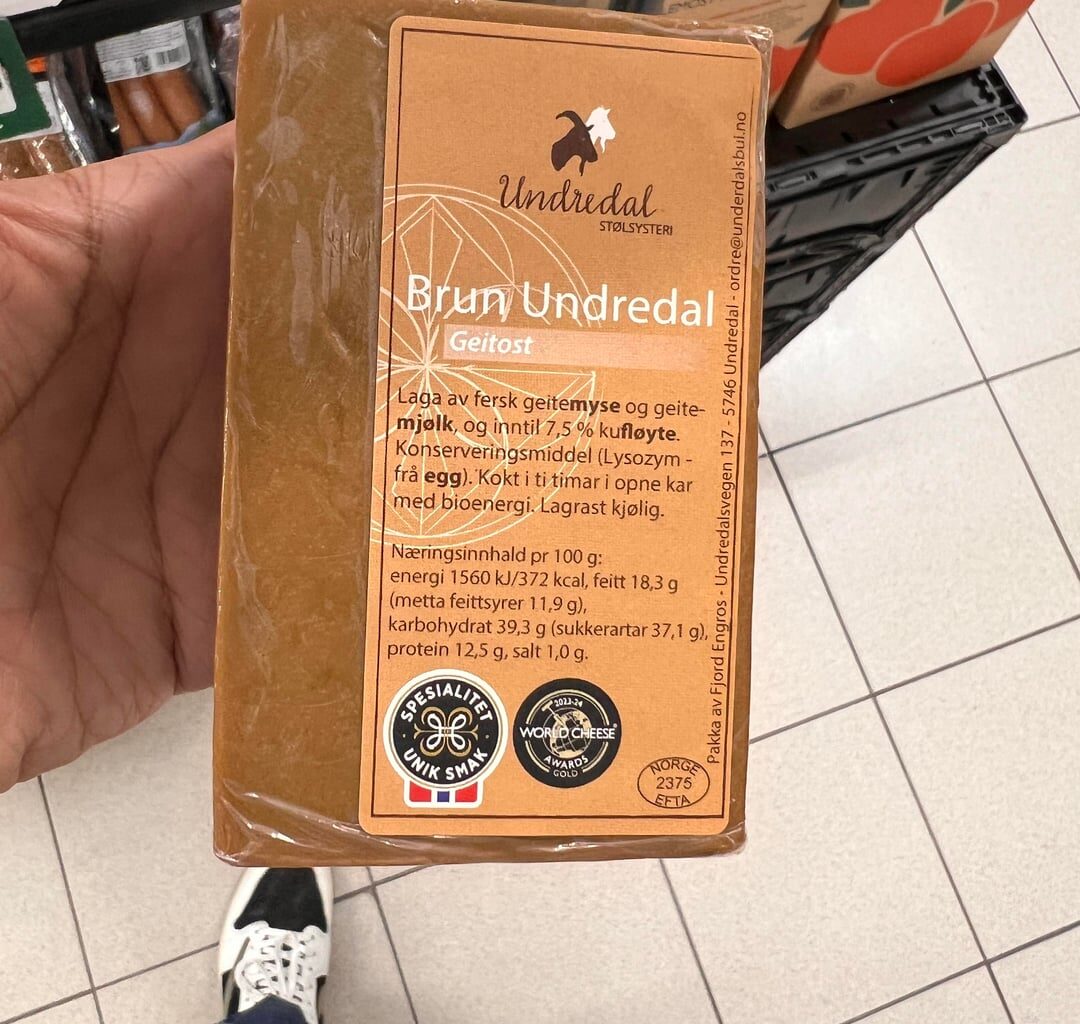 Undredal
STØLSYSTERI
Brun Undredal
Geitost
Laga av fersk geitemyse og geite-
mjølk, og inntil 7,5 % kufløyte.
Konserveringsmiddel (Lysozym -
frå egg). Kokt i ti timar i opne kar
med bioenergi. Lagrast kjølig.
Næringsinnhald pr 100 g:
energi 1560 kJ/372 kcal, feitt 18,3 g
(metta feittsyrer 11,9 g),
karbohydrat 39,3 g (sukkerartar 37,1 g),
protein 12,5 g, salt 1,0 g.
SPESIALITET
UNIK SMAK
2023-24
WORLD CHEESE
AWARDS
GOLD
NORGE
2375
EFTA
Pakka av Fjord Engros - Undredalsvegen 137 - 5746 Undredal - ordre@underdalsbui.no